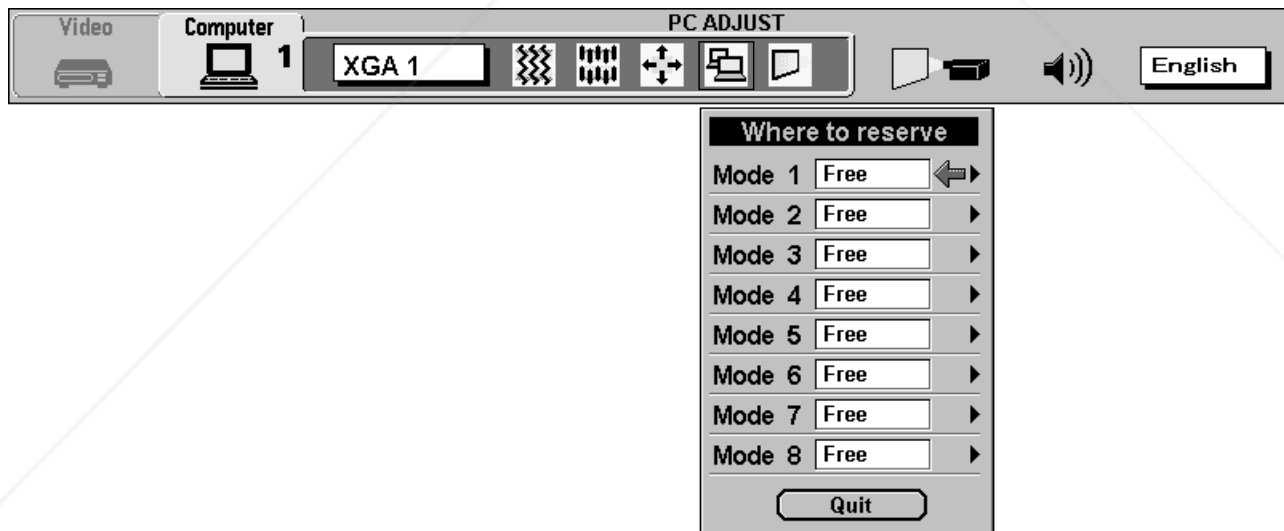 Video
Computer
1
PC ADJUST
XGA 1
English
Where to reserve
Mode 1 Free
Mode 2 Free
Mode 3 Free
Mode 4 Free
Mode 5 Free
Mode 6 Free
Mode 7 Free
Mode 8 Free
Quit